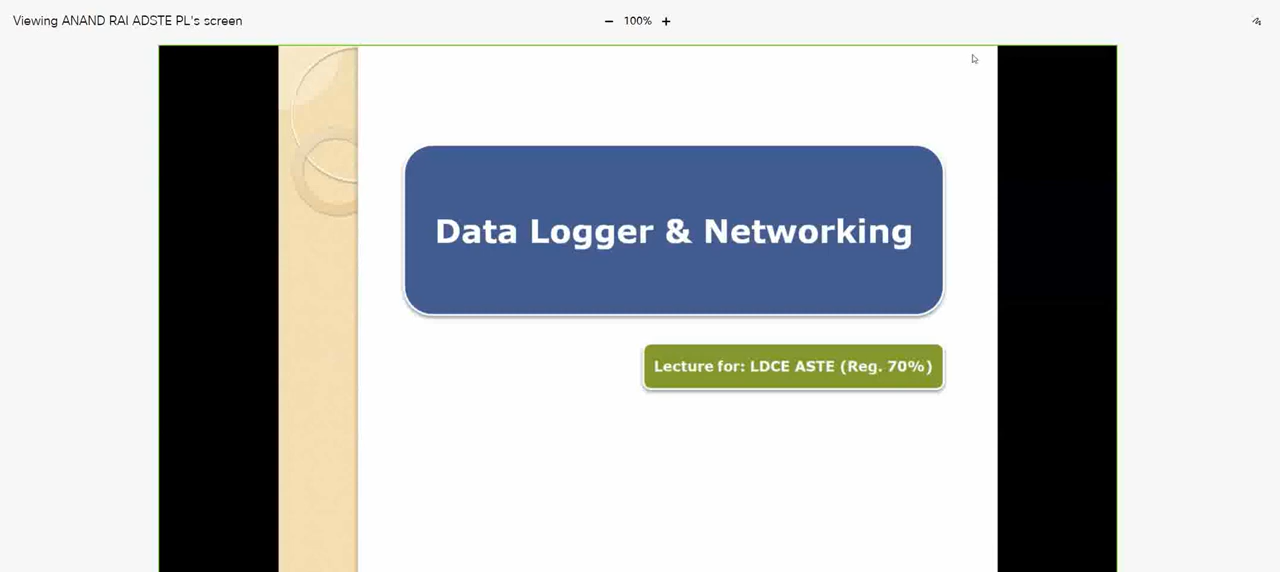 Viewing ANAND RAI ADSTE PL's screen
− 100% +
Data Logger & Networking
Lecture for: LDCE ASTE (Reg. 70%)